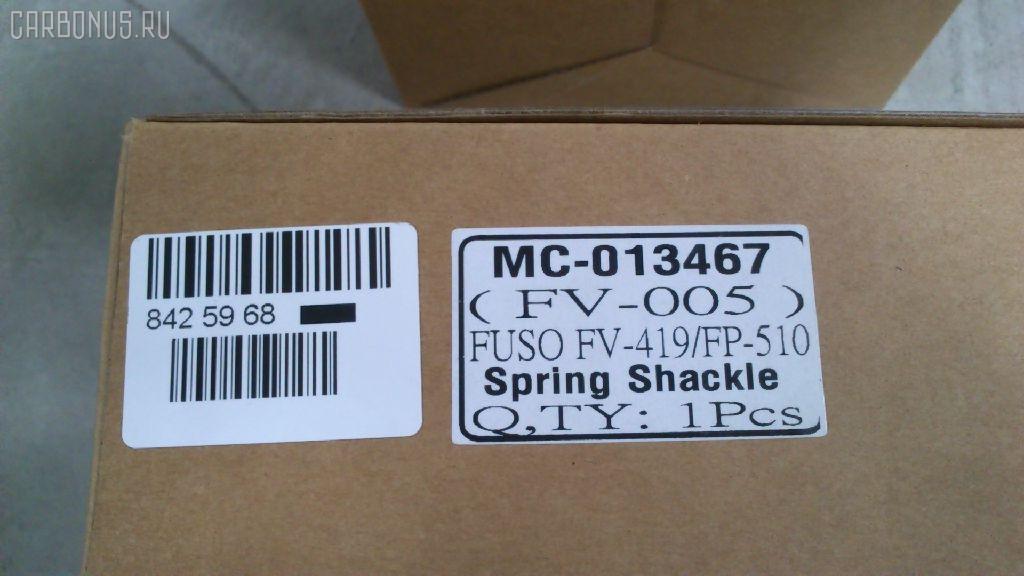 CARBONUS.RU
842 59 68
MC-013467
( FV-005 )
FUSO FV-419/FP-510
Spring Shackle
Q,TY: 1Pcs